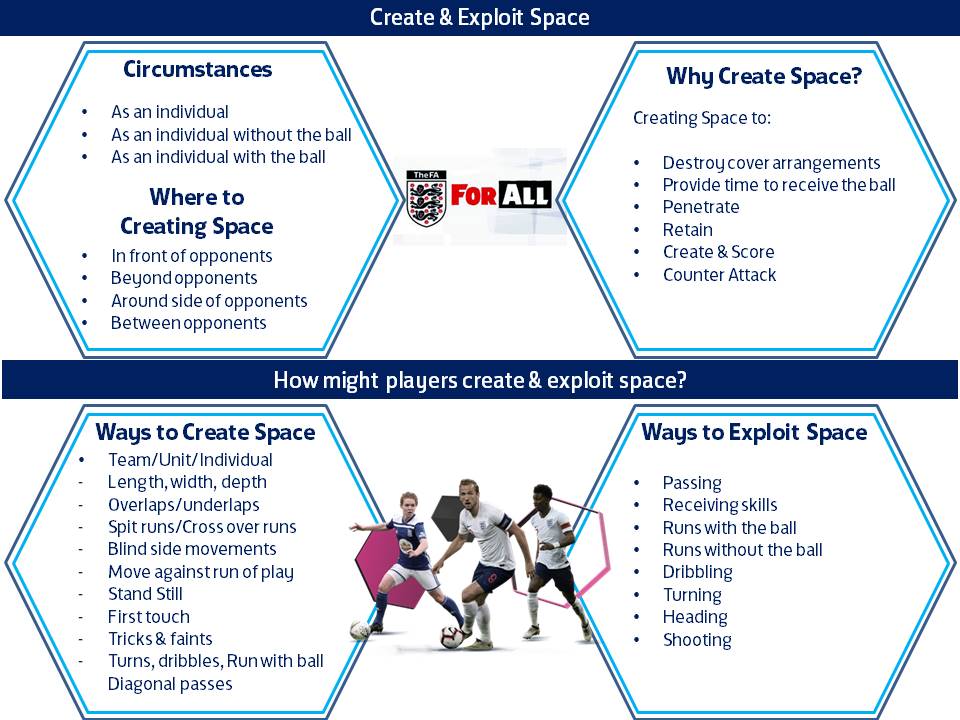 Create & Exploit Space
Circumstances
• As an individual
• As an individual without the ball
• As an individual with the ball
Where to
Creating Space
• In front of opponents
• Beyond opponents
• Around side of opponents
• Between opponents
TheFA
FOR ALL
Why Create Space?
Creating Space to:
• Destroy cover arrangements
• Provide time to receive the ball
• Penetrate
• Retain
• Create & Score
• Counter Attack
How might players create & exploit space?
Ways to Create Space
• Team/Unit/Individual
- Length, width, depth
- Overlaps/underlaps
- Spit runs/Cross over runs
- Blind side movements
- Move against run of play
- Stand Still
- First touch
- Tricks & faints
- Turns, dribbles, Run with ball
Diagonal passes
Ways to Exploit Space
• Passing
• Receiving skills
• Runs with the ball
• Runs without the ball
• Dribbling
• Turning
• Heading
• Shooting